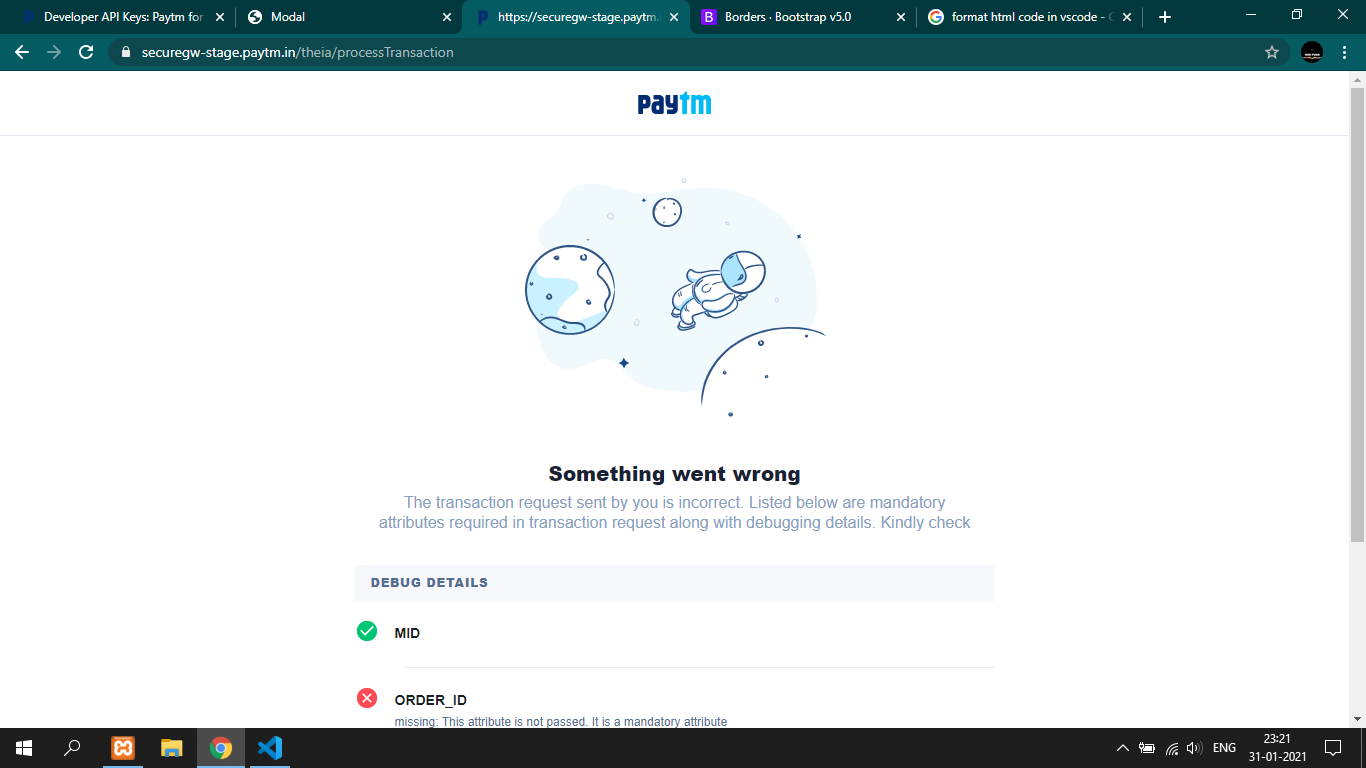 Developer API Keys: Paytm for
Modal
https://securegw-stage.paytm.
Borders · Bootstrap v5.0
format html code in vscode - G
securegw-stage.paytm.in/theia/processTransaction
paytm
Something went wrong
The transaction request sent by you is incorrect. Listed below are mandatory
attributes required in transaction request along with debugging details. Kindly check
DEBUG DETAILS
MID
ORDER_ID
missing: This attribute is not passed. It is a mandatory attribute
ENG
23:21
31-01-2021